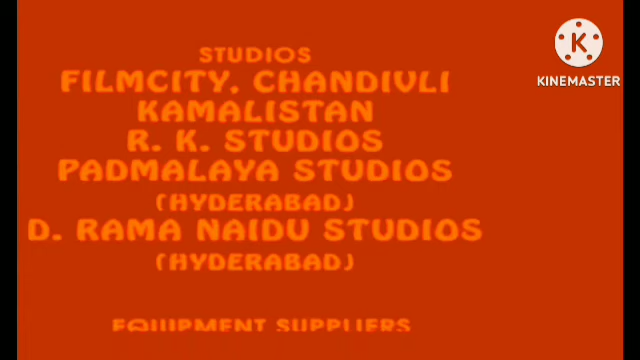 STUDIOS
FILMCITY, CHANDIVLI
KAMALISTAN
R. K. STUDIOS
PADMALAYA STUDIOS
(HYDERABAD)
D. RAMA NAIDU STUDIOS
(HYDERABAD)
EQUIPMENT SUPPLIERS
K
KINEMASTER